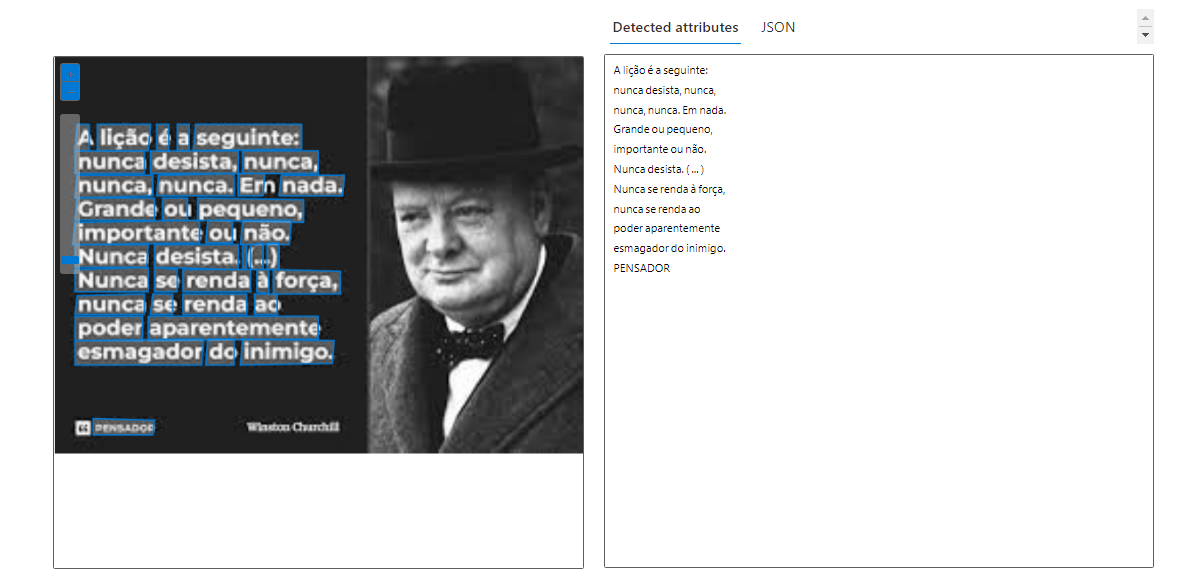 Detected attributes
JSON
A lição é a seguinte:
nunca desista, nunca,
nunca, nunca. Em nada.
Grande ou pequeno,
importante ou não.
Nunca desista. (...)
Nunca se renda à força,
nunca se renda ao
poder aparentemente
esmagador do inimigo.
PENSADOR
Winston Churchill
A lição é a seguinte:
nunca desista, nunca,
nunca, nunca. Em nada.
Grande ou pequeno,
importante ou não.
Nunca desista. ( ... )
Nunca se renda à força,
nunca se renda ao
poder aparentemente
esmagador do inimigo.
PENSADOR